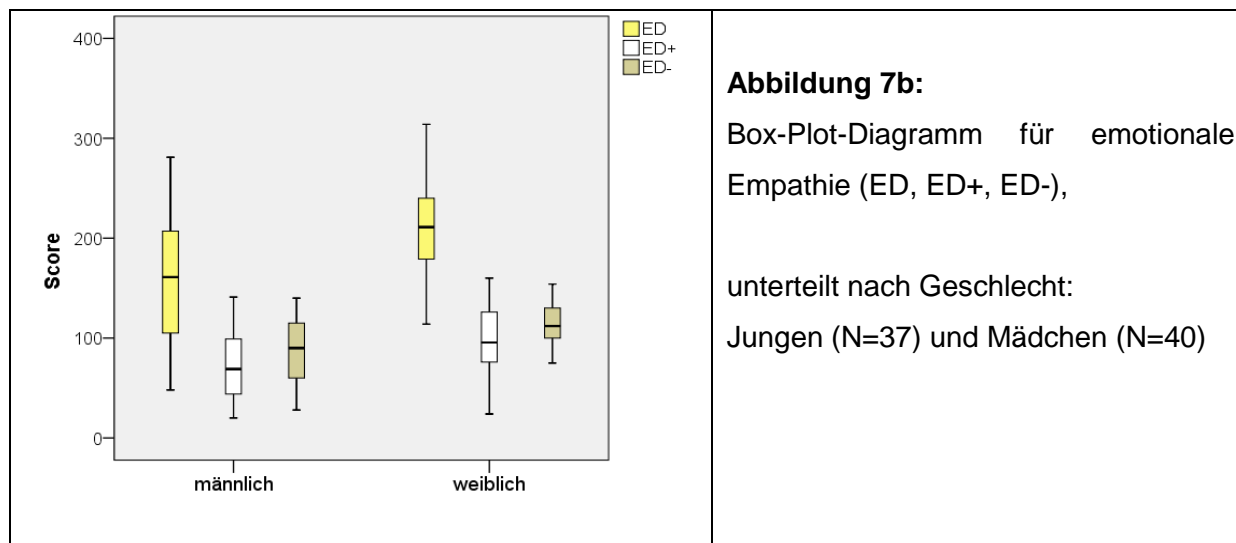 400
300
200
100
0
Score
männlich
weiblich
ED
ED+
ED-
Abbildung 7b:
Box-Plot-Diagramm für emotionale
Empathie (ED, ED+, ED-),
unterteilt nach Geschlecht:
Jungen (N=37) und Mädchen (N=40)